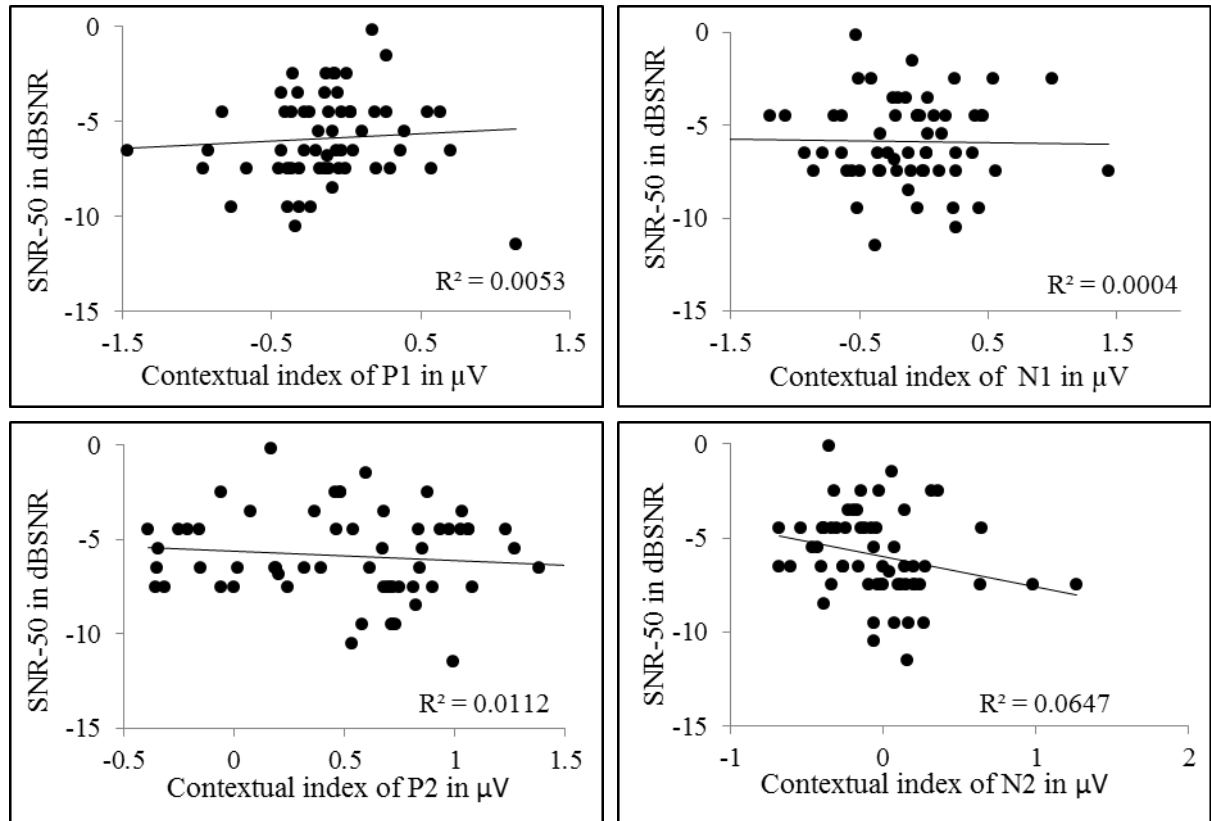 0
-5
-10
-15
SNR-50 in dBSNR
R² = 0.0053
-1.5 -0.5 0.5 1.5
Contextual index of P1 in μV
0
-5
-10
-15
SNR-50 in dBSNR
R² = 0.0004
-1.5 -0.5 0.5 1.5
Contextual index of N1 in μV
0
-5
-10
-15
SNR-50 in dBSNR
R² = 0.0112
-0.5 0 0.5 1 1.5
Contextual index of P2 in μV
0
-5
-10
-15
SNR-50 in dBSNR
R² = 0.0647
-1 0 1 2
Contextual index of N2 in μV